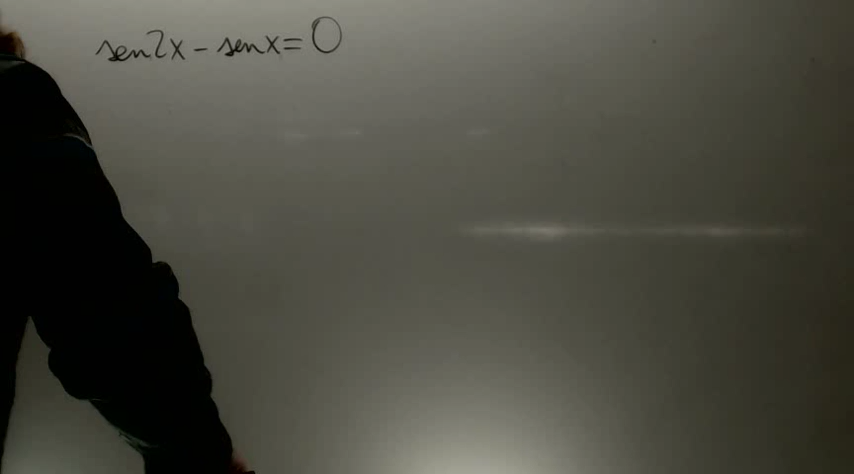 sen2x - senx = 0